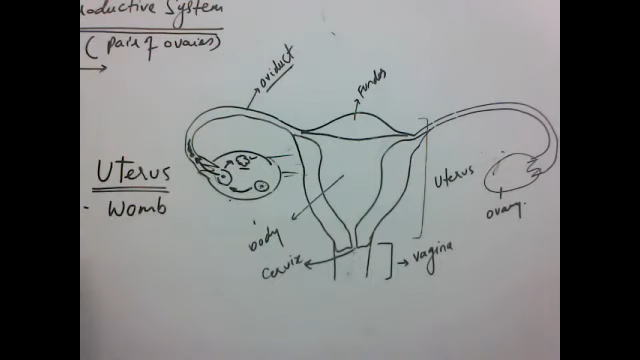 oductive System
(pair of ovaries)
oviduct
Fundus
Uterus
- Womb
Uterus
ovary.
body
cervix
vagina